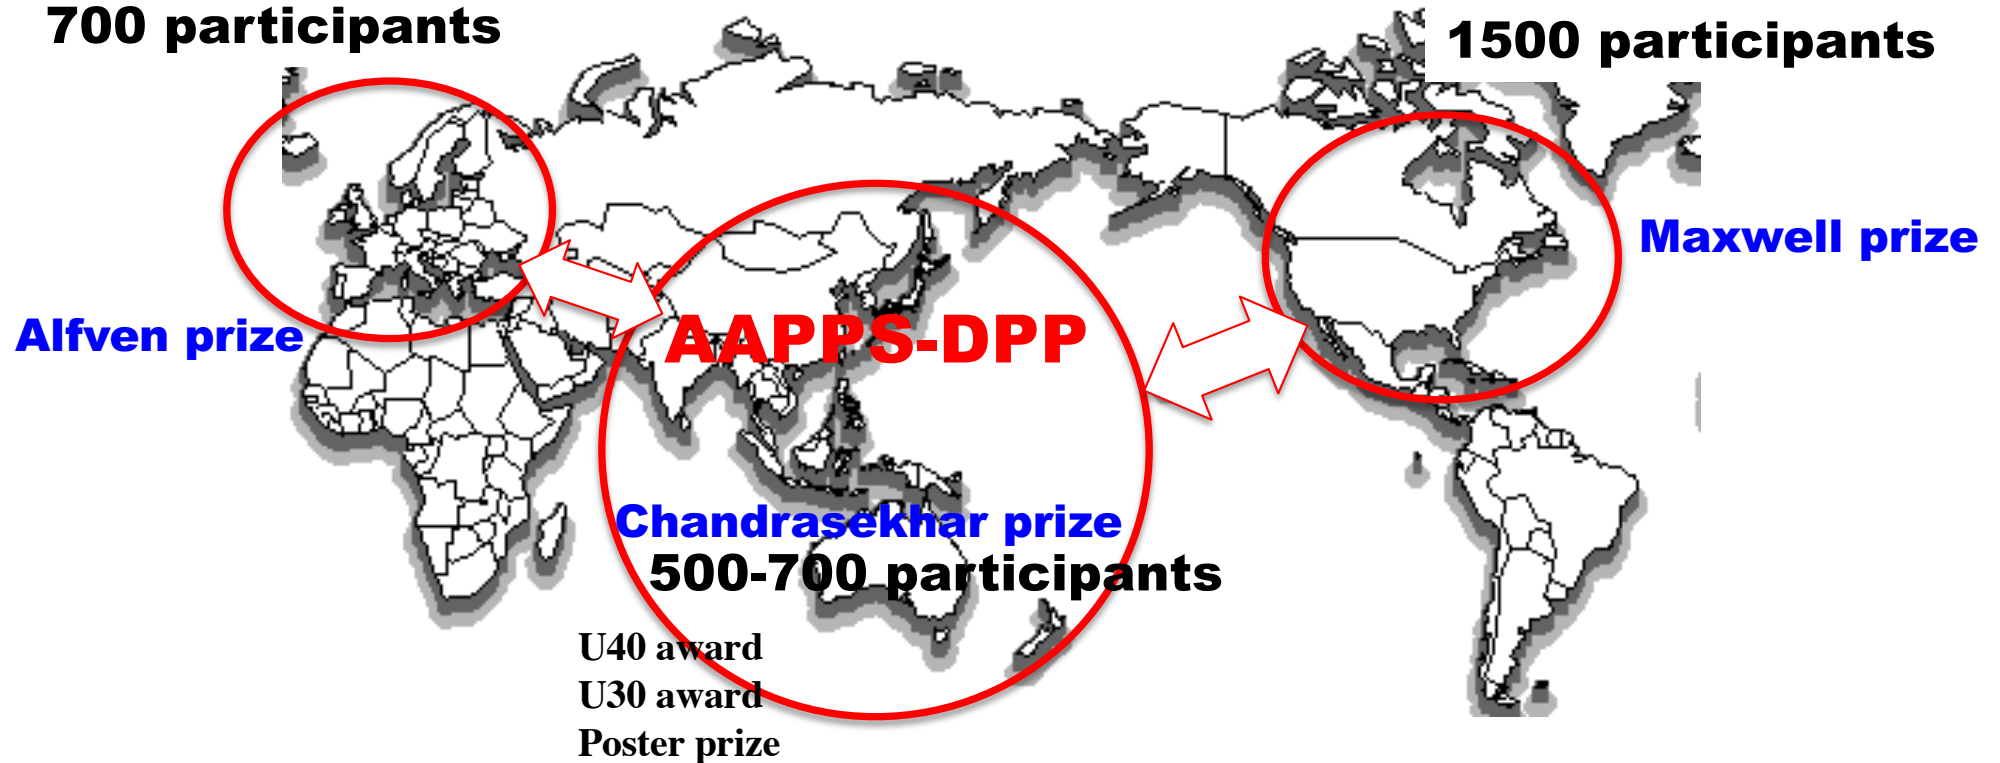 700 participants
1500 participants
Maxwell prize
Alfven prize
AAPPS-DPP
Chandrasekhar prize
500-700 participants
U40 award
U30 award
Poster prize